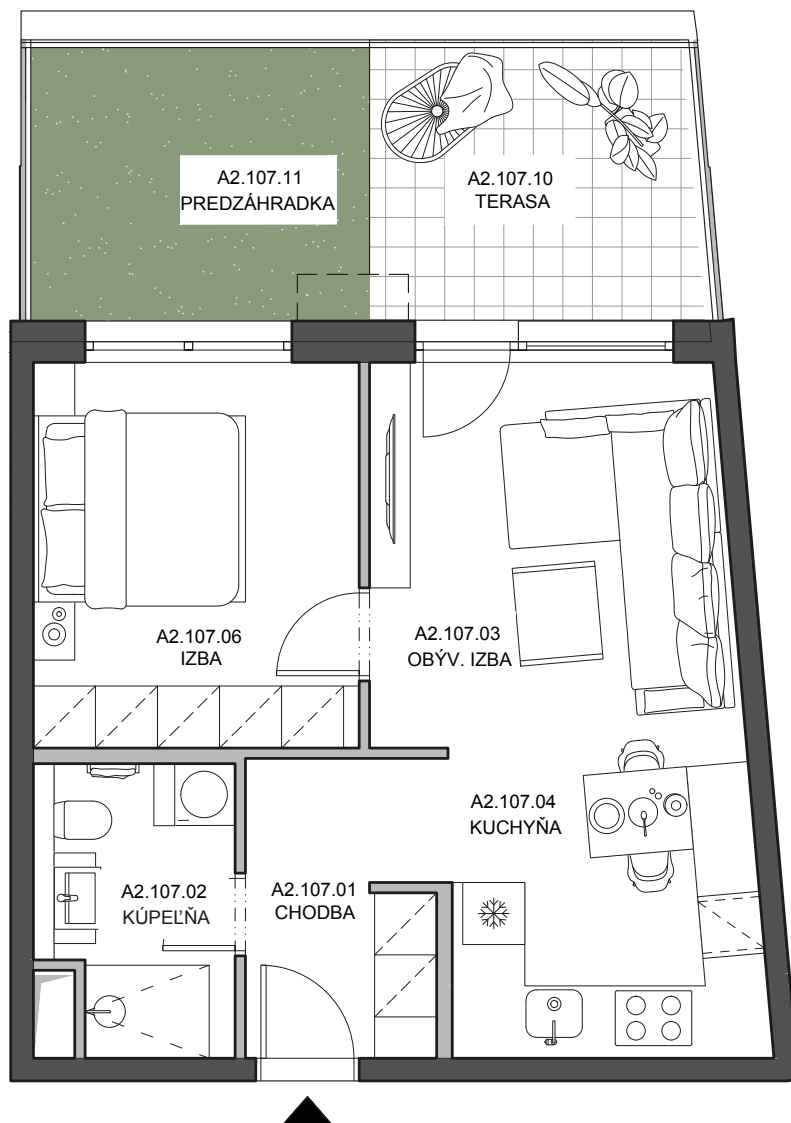 A2.107.11
PREDZÁHRADKA
A2.107.10
TERASA
A2.107.06
IZBA
A2.107.03
OBÝV. IZBA
A2.107.04
KUCHYŇA
A2.107.02
KÚPEĽŇA
A2.107.01
CHODBA